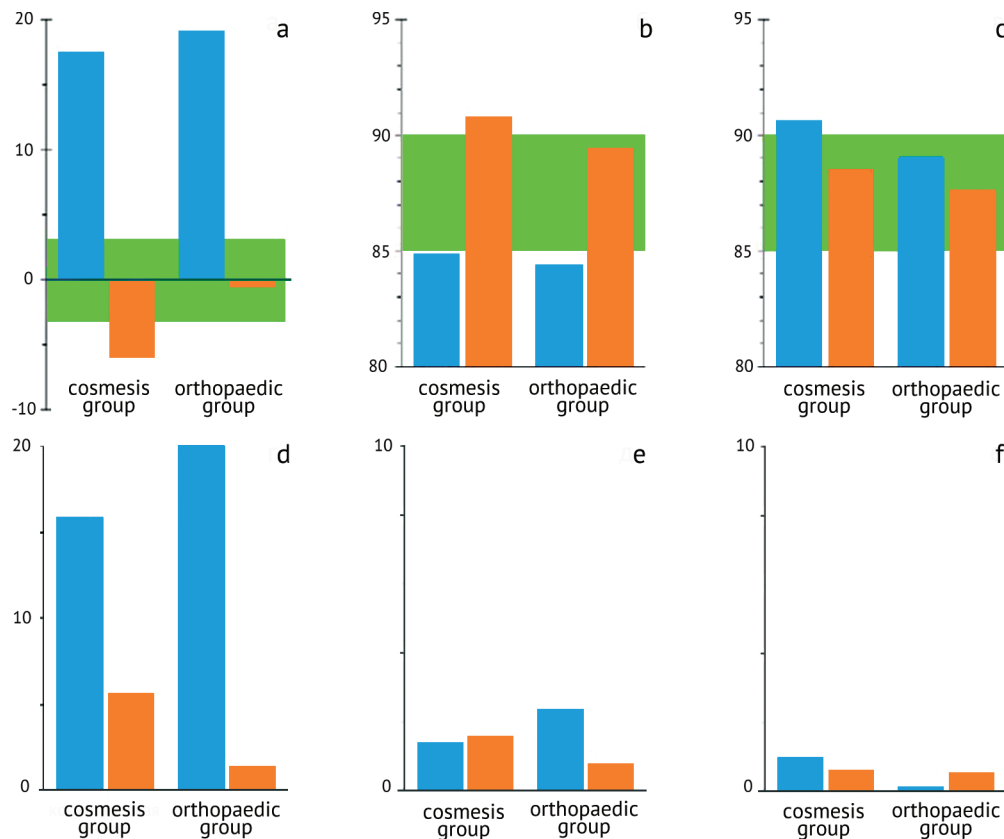 a
20
10
0
-10
cosmesis
group
orthopaedic
group
b
95
90
85
80
cosmesis
group
orthopaedic
group
c
95
90
85
80
cosmesis
group
orthopaedic
group
d
20
10
0
cosmesis
group
orthopaedic
group
e
10
0
cosmesis
group
orthopaedic
group
f
10
0
cosmesis
group
orthopaedic
group